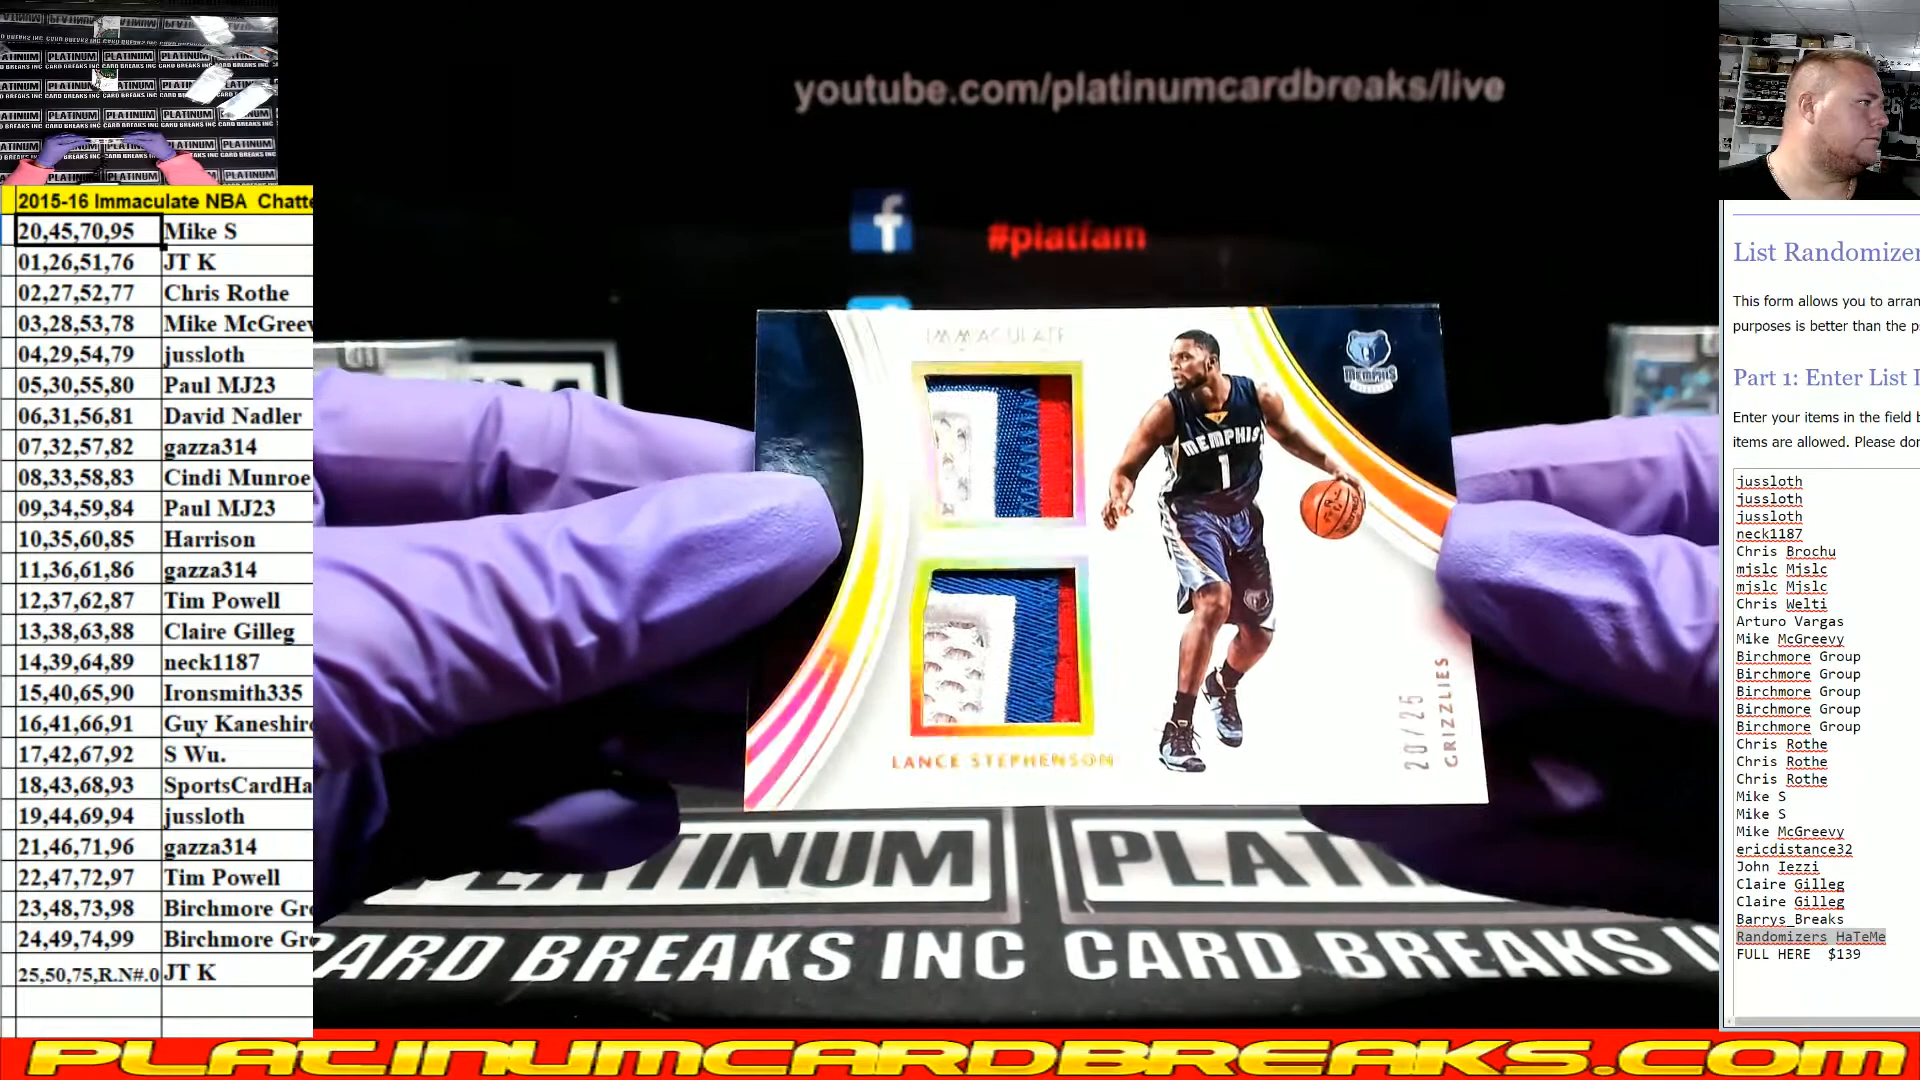 youtube.com/platinumcardbreaks/live
#platfam
2015-16 Immaculate NBA Chatte
20,45,70,95 Mike S
01,26,51,76 JT K
02,27,52,77 Chris Rothe
03,28,53,78 Mike McGreev
04,29,54,79 jussloth
05,30,55,80 Paul MJ23
06,31,56,81 David Nadler
07,32,57,82 gazza314
08,33,58,83 Cindi Munroe
09,34,59,84 Paul MJ23
10,35,60,85 Harrison
11,36,61,86 gazza314
12,37,62,87 Tim Powell
13,38,63,88 Claire Gilleg
14,39,64,89 neck1187
15,40,65,90 Ironsmith335
16,41,66,91 Guy Kaneshiro
17,42,67,92 S Wu.
18,43,68,93 SportsCardHa
19,44,69,94 jussloth
21,46,71,96 gazza314
22,47,72,97 Tim Powell
23,48,73,98 Birchmore Gro
24,49,74,99 Birchmore Gro
25,50,75,R.N#.0 JT K
IMMACULATE
MEMPHIS
1
MEMPHIS
LANCE STEPHENSON
20/25
GRIZZLIES
PLATINUM PLATI
CARD BREAKS INC CARD BREAKS I
List Randomizer
This form allows you to arran
purposes is better than the p
Part 1: Enter List
Enter your items in the field b
items are allowed. Please don
jussloth
jussloth
jussloth
neck1187
Chris Brochu
mjslc Mjslc
mjslc Mjslc
Chris Welti
Arturo Vargas
Mike McGreevy
Birchmore Group
Birchmore Group
Birchmore Group
Birchmore Group
Birchmore Group
Chris Rothe
Chris Rothe
Chris Rothe
Mike S
Mike S
Mike McGreevy
ericdistance32
John Iezzi
Claire Gilleg
Claire Gilleg
Barrys_Breaks
Randomizers HaTeMe
FULL HERE $139
PLATINUMCARDBREAKS.COM